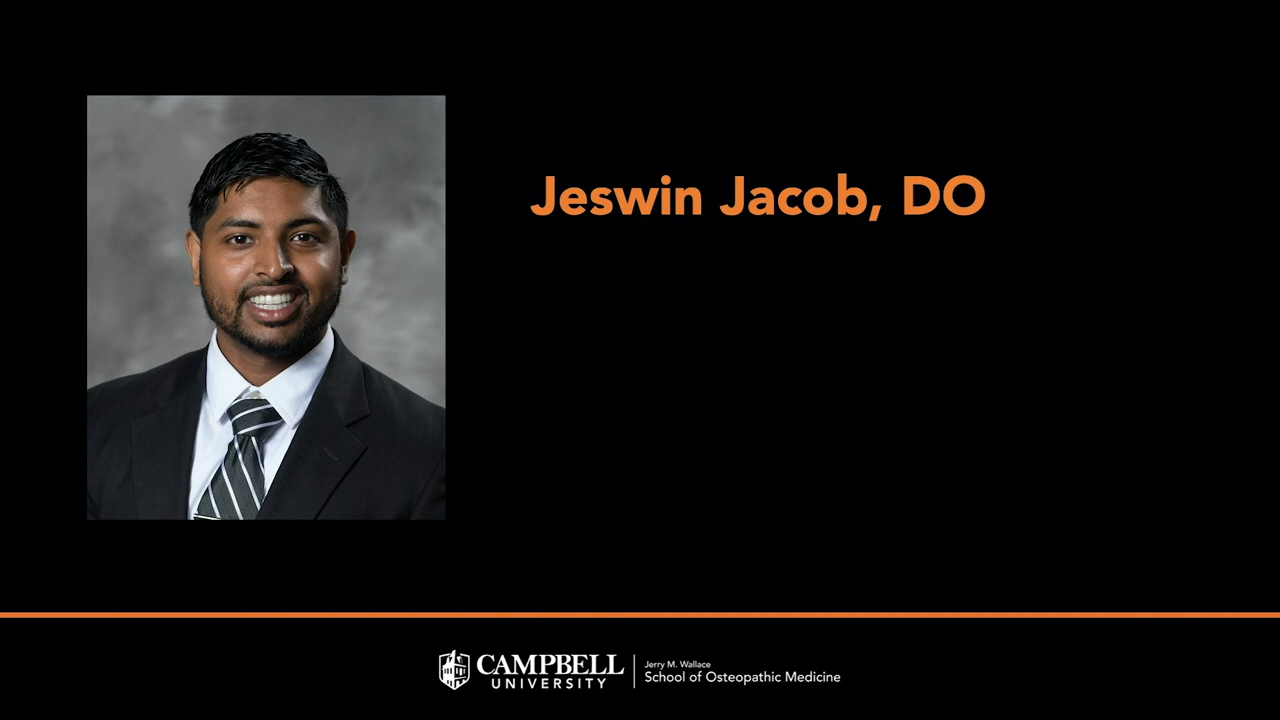 Jeswin Jacob, DO
CAMPBELL
UNIVERSITY
Jerry M. Wallace
School of Osteopathic Medicine